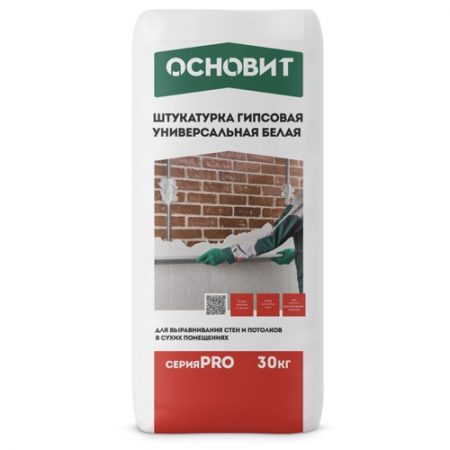 ОСНОВИТ
ШТУКАТУРКА ГИПСОВАЯ
УНИВЕРСАЛЬНАЯ БЕЛАЯ
ДЛЯ ВЫРАВНИВАНИЯ СТЕН И ПОТОЛКОВ
В СУХИХ ПОМЕЩЕНИЯХ
СЕРИЯPRO 30КГ